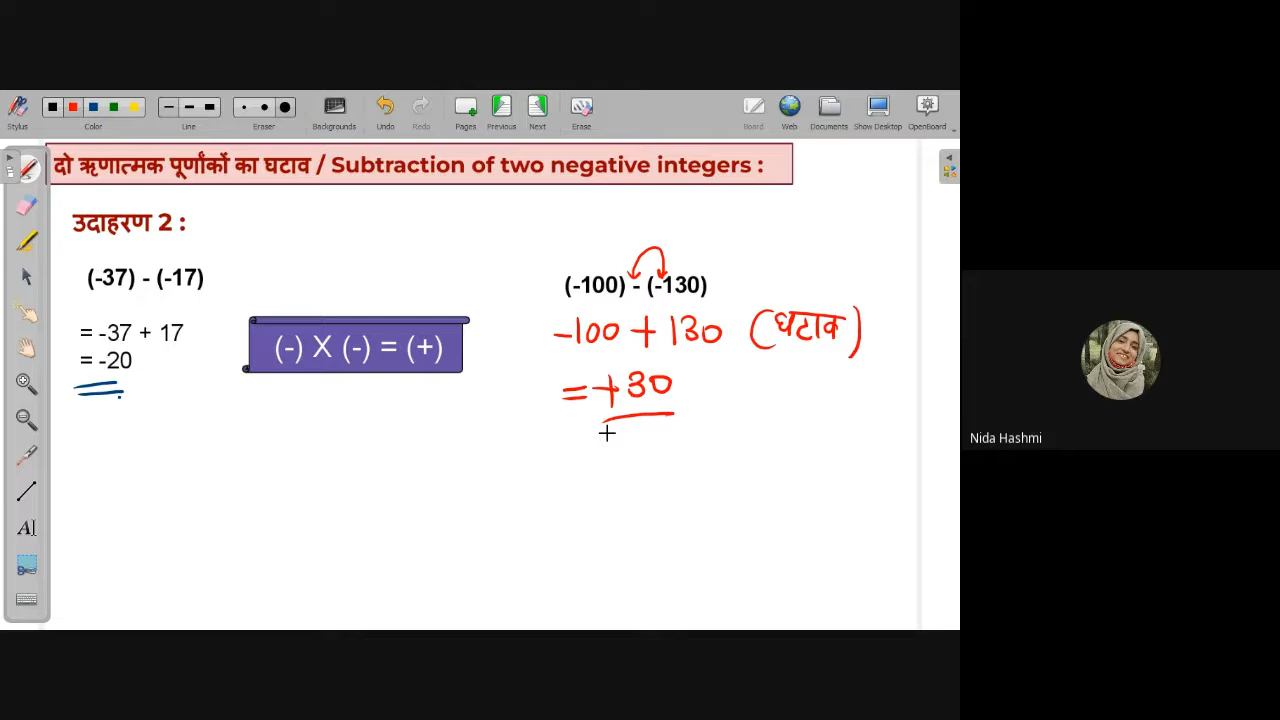 Stylus
Color
Line
Eraser
Backgrounds
Undo
Redo
Pages
Previous
Next
Erase
Board
Web
Documents
Show Desktop
OpenBoard
दो ऋणात्मक पूर्णांकों का घटाव / Subtraction of two negative integers :
उदाहरण 2 :
(-37) - (-17)
= -37 + 17
= -20
(-) X (-) = (+)
(-100) - (-130)
-100 + 130 (घटाव)
= +30
Nida Hashmi